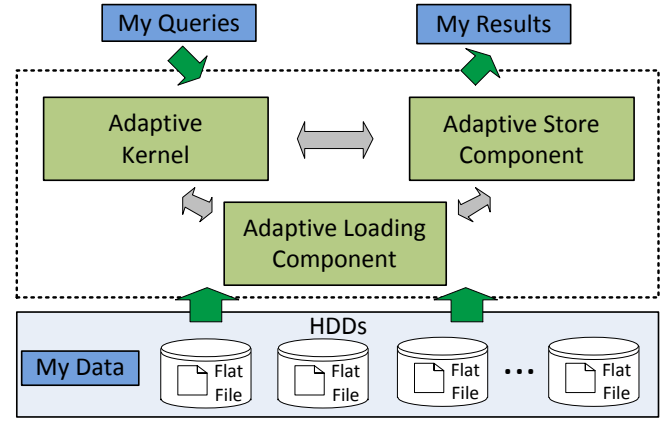 My Queries
My Results
Adaptive
Kernel
Adaptive Store
Component
Adaptive Loading
Component
HDDs
My Data
Flat
File
Flat
File
Flat
File
...
Flat
File